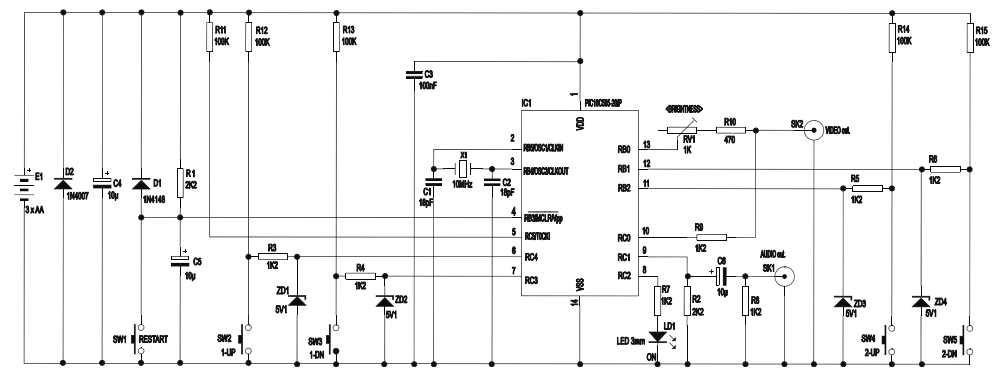 R11
100K
R12
100K
R13
100K
R14
100K
R15
100K
C3
100nF
IC1
PIC16C505-20/P
1
VDD
<BRIGHTNESS>
RV1
1K
R10
470
SK2
VIDEO out.
2
RB5/OSC1/CLKIN
X1
10MHz
3
RB4/OSC2/CLKOUT
C1
18pF
C2
18pF
RB0
13
RB1
12
RB2
11
R6
1K2
R5
1K2
E1
3 x AA
D2
1N4007
C4
10µ
D1
1N4148
R1
2K2
4
RB3/MCLR/Vpp
5
RC5/T0CKI
6
RC4
7
RC3
RC0
10
RC1
9
RC2
8
R9
1K2
C5
10µ
R3
1K2
R4
1K2
ZD1
5V1
ZD2
5V1
VSS
14
R7
1K2
R2
2K2
C6
10µ
R8
1K2
AUDIO out.
SK1
ZD3
5V1
ZD4
5V1
LD1
LED 3mm
ON
SW1
RESTART
SW2
1-UP
SW3
1-DN
SW4
2-UP
SW5
2-DN